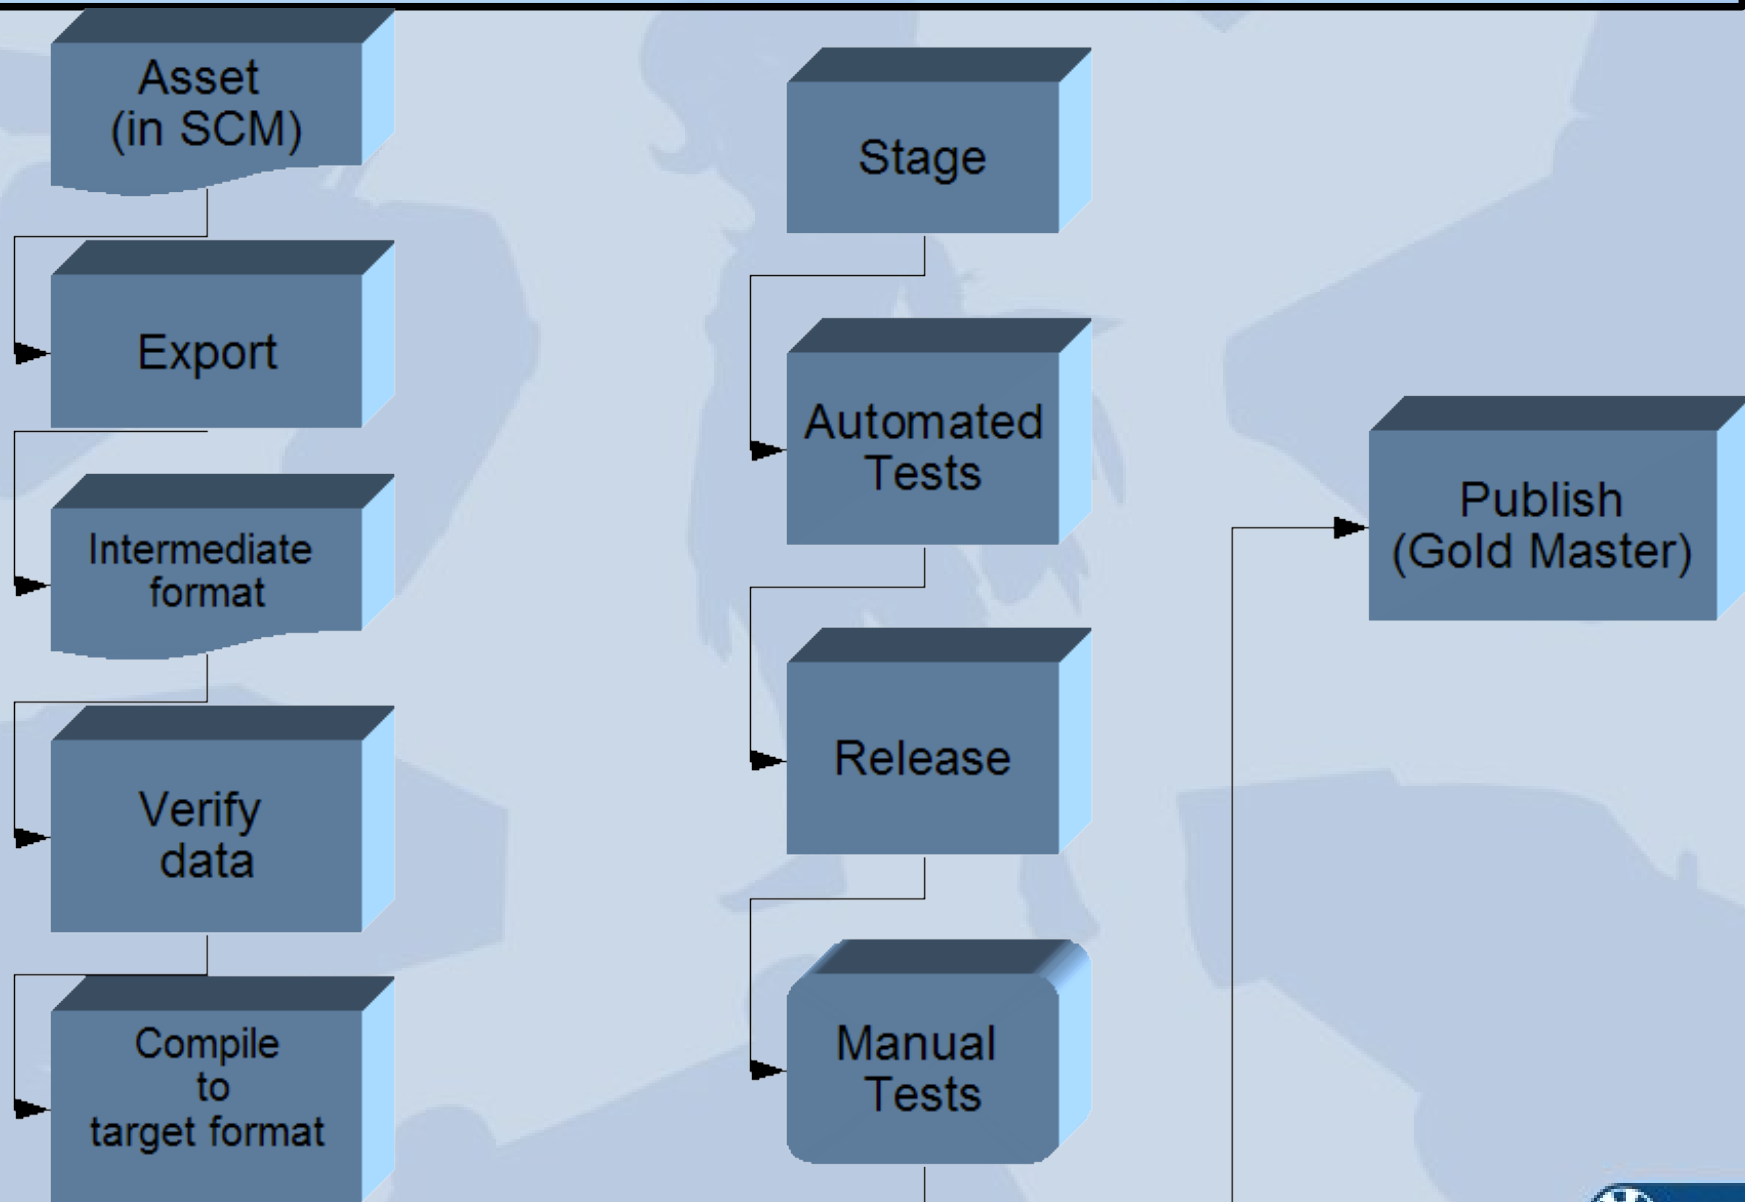 Asset
(in SCM)
Export
Intermediate
format
Verify
data
Compile
to
target format
Stage
Automated
Tests
Release
Manual
Tests
Publish
(Gold Master)